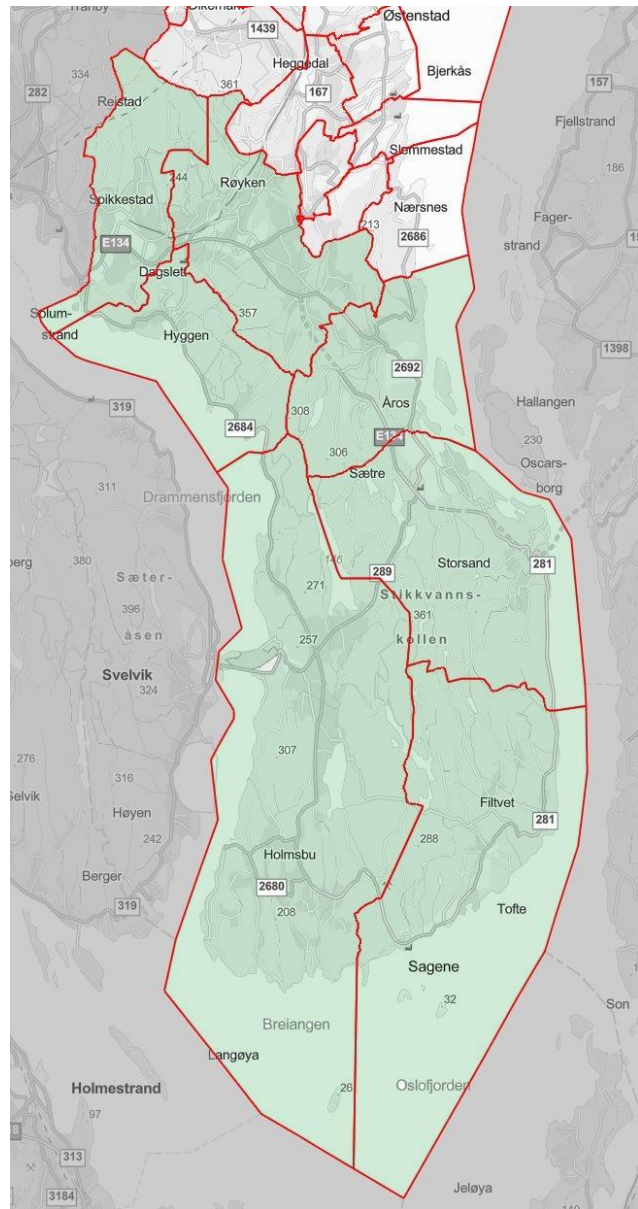 Østenstad
1439
Heggedal
Bjerkås
334
361
167
282
157
Reistad
Fjellstrand
Slemmestad
244
Røyken
186
Spikkestad
Nærsnes
Fager-
strand
213
2686
E134
Dagslett
Solum-
strand
357
Hyggen
1398
2692
319
Hallangen
308
Åros
2684
E134
230
306
Oscars-
borg
Sætre
311
Drammensfjorden
380
146
289
Storsand
281
Sæter-
åsen
271
Stikkvanns-
kollen
361
396
257
Svelvik
324
307
276
316
Filtvet
Høyen
281
242
288
Holmsbu
Berger
2680
319
208
Tofte
Sagene
32
Son
Breiangen
Langøya
26
Oslofjorden
Holmestrand
97
313
3184
Jeløya